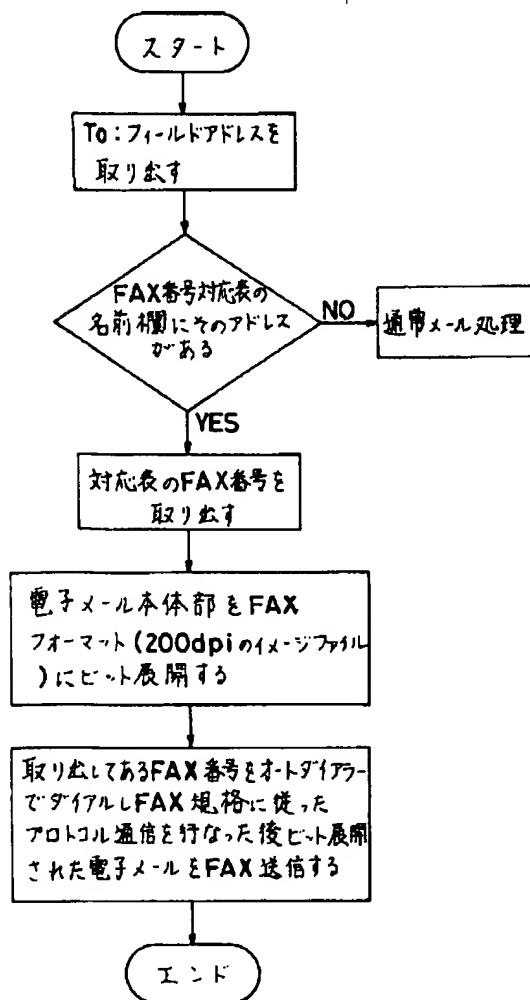 スタート
To:フィールドアドレスを
取り出す
FAX番号対応表の
名前欄にそのアドレス
がある
NO
通常メール処理
YES
対応表のFAX番号を
取り出す
電子メール本体部をFAX
フォーマット(200dpiのイメージファイル
)にビット展開する
取り出してあるFAX番号をオートダイアラー
でダイアルしFAX規格に従った
プロトコル通信を行なった後ビット展開
された電子メールをFAX送信する
エンド